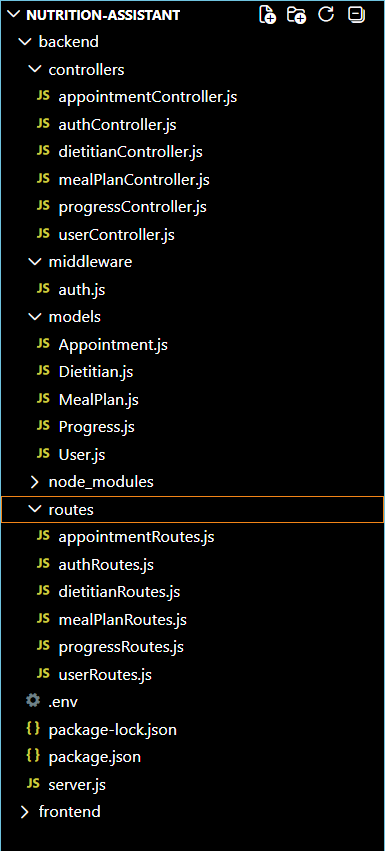 NUTRITION-ASSISTANT
backend
controllers
JS appointmentController.js
JS authController.js
JS dietitianController.js
JS mealPlanController.js
JS progressController.js
JS userController.js
middleware
JS auth.js
models
JS Appointment.js
JS Dietitian.js
JS MealPlan.js
JS Progress.js
JS User.js
node_modules
routes
JS appointmentRoutes.js
JS authRoutes.js
JS dietitianRoutes.js
JS mealPlanRoutes.js
JS progressRoutes.js
JS userRoutes.js
.env
{ } package-lock.json
{ } package.json
JS server.js
frontend